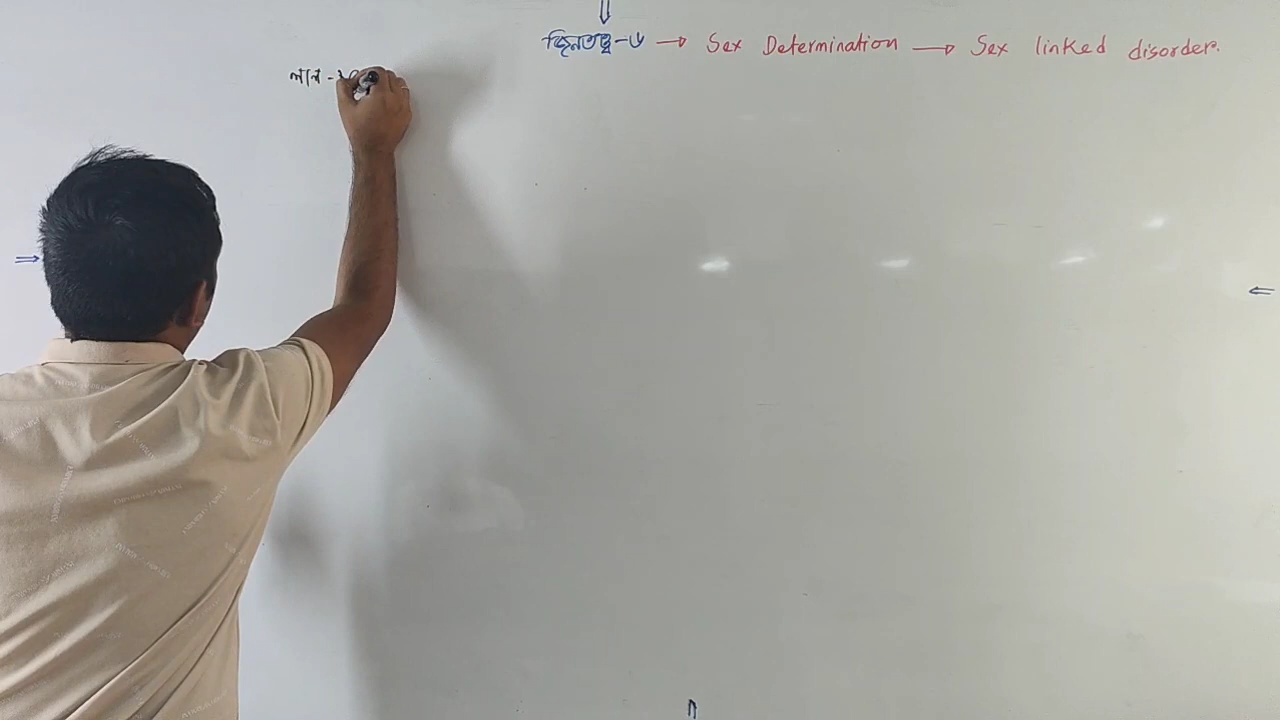 জিনতত্ত্ব-৬ → Sex Determination → Sex linked disorder.